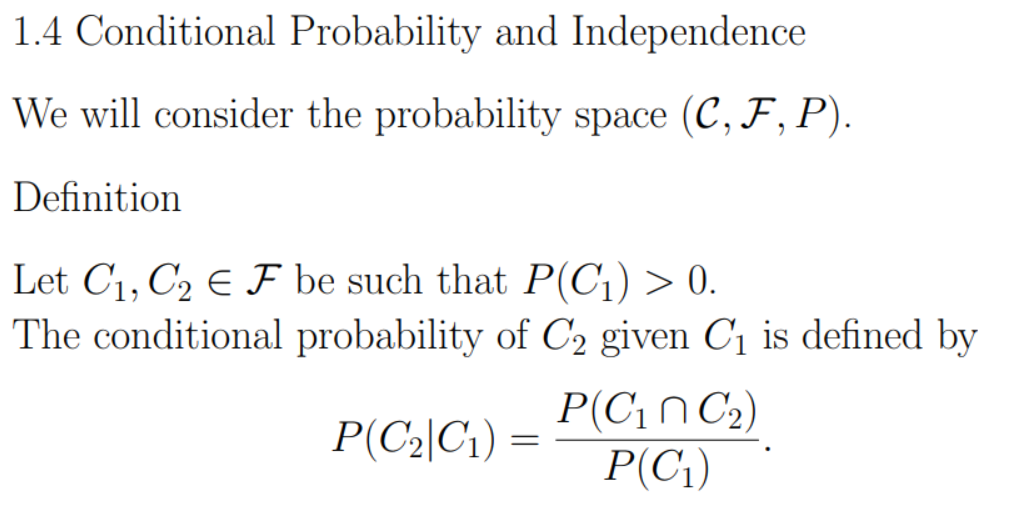 1.4 Conditional Probability and Independence
We will consider the probability space (𝒞, ℱ, P).
Definition
Let C₁, C₂ ∈ ℱ be such that P(C₁) > 0.
The conditional probability of C₂ given C₁ is defined by
P(C₂|C₁) = P(C₁ ∩ C₂) / P(C₁).